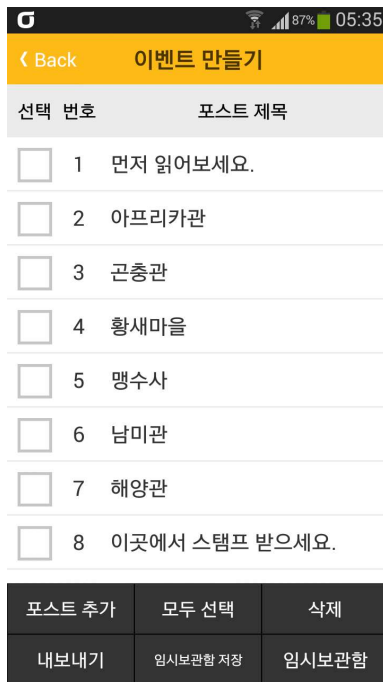 87% 05:35
Back 이벤트 만들기
선택 번호 포스트 제목
1 먼저 읽어보세요.
2 아프리카관
3 곤충관
4 황새마을
5 맹수사
6 남미관
7 해양관
8 이곳에서 스탬프 받으세요.
포스트 추가 모두 선택 삭제
내보내기 임시보관함 저장 임시보관함